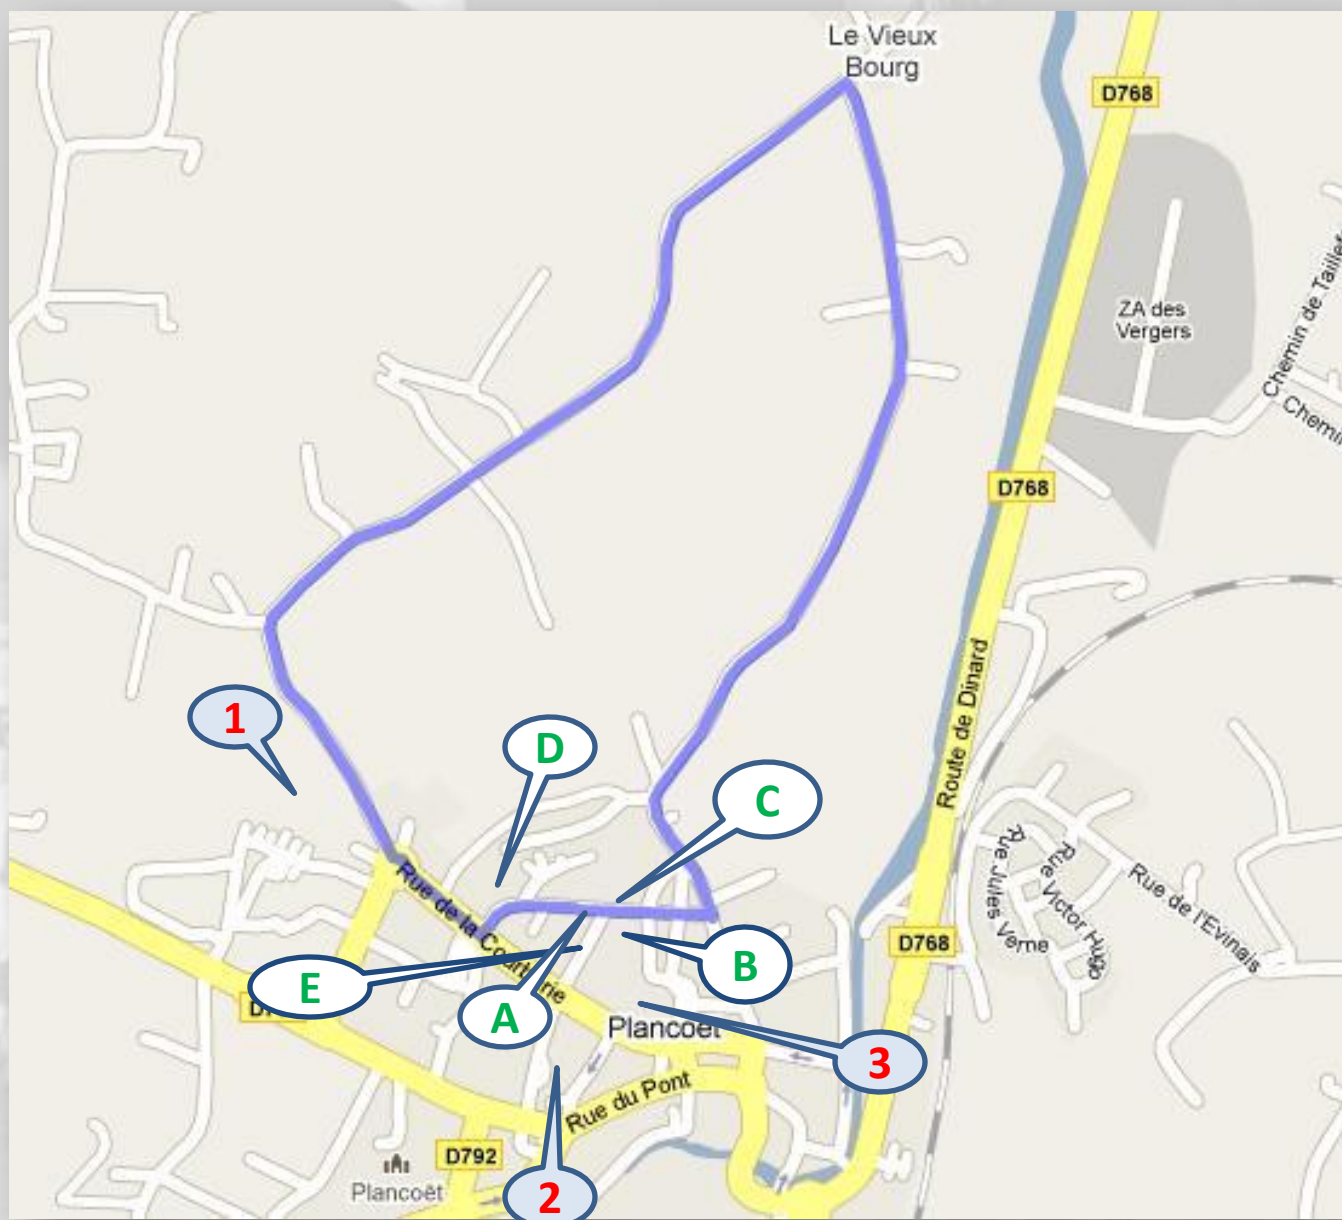 Le Vieux
Bourg
D768
ZA des
Vergers
Chemin de Taillef
Chemin
D768
Route de Dinard
1
D
C
Rue de la Courterie
Rue Jules Verne
Rue Victor Hugo
Rue de l'Evinais
D768
B
E
A
Plancoët
3
Rue du Pont
D792
Plancoët
2